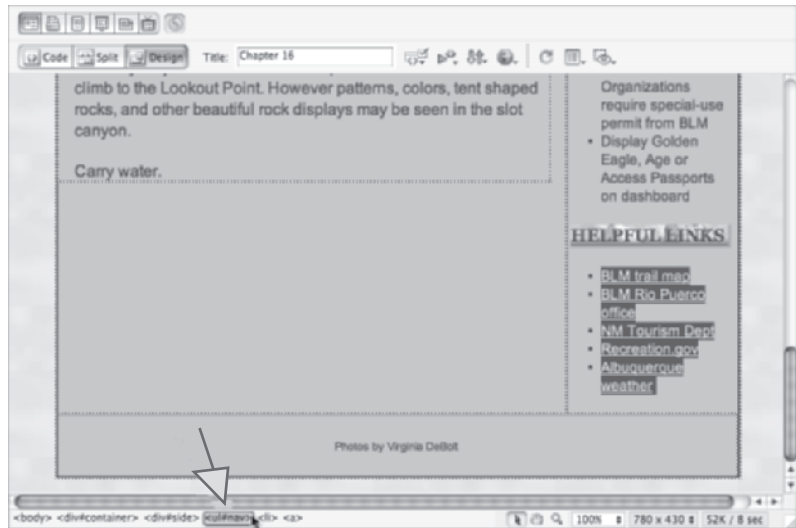 Code Split Design Title: Chapter 16
climb to the Lookout Point. However patterns, colors, tent shaped
rocks, and other beautiful rock displays may be seen in the slot
canyon.
Carry water.
Organizations
require special-use
permit from BLM
• Display Golden
Eagle, Age or
Access Passports
on dashboard
HELPFUL LINKS
• BLM trail map
• BLM Rio Puerco
office
• NM Tourism Dept
• Recreation.gov
• Albuquerque
weather
Photos by Virginia DeBolt
<body> <div#container> <div#side> <ul#navo> <li> <a> 100% 780 x 430 52K / 8 sec